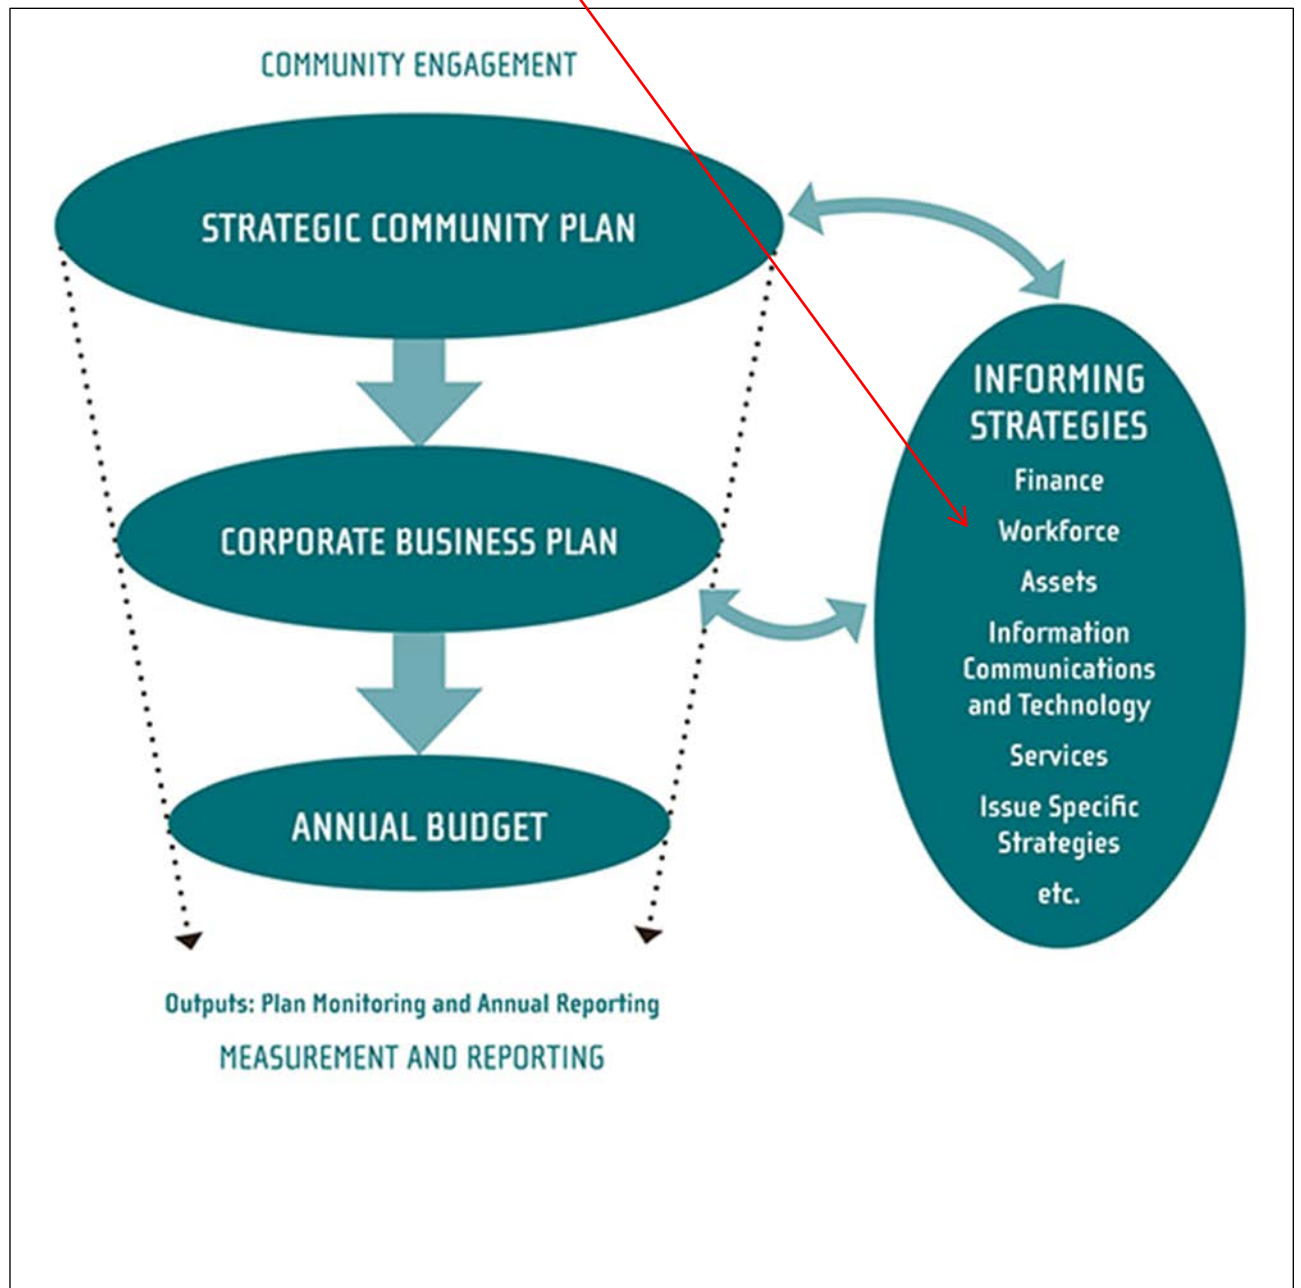 COMMUNITY ENGAGEMENT
STRATEGIC COMMUNITY PLAN
CORPORATE BUSINESS PLAN
ANNUAL BUDGET
Outputs: Plan Monitoring and Annual Reporting
MEASUREMENT AND REPORTING
INFORMING
STRATEGIES
Finance
Workforce
Assets
Information
Communications
and Technology
Services
Issue Specific
Strategies
etc.